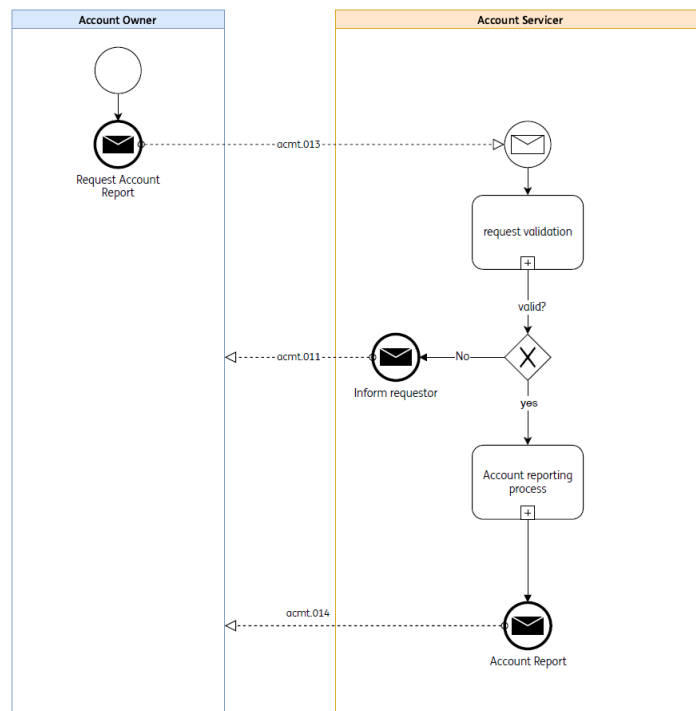 Account Owner
Account Servicer
acmt.013
Request Account
Report
request validation
valid?
acmt.011
No
Inform requestor
yes
Account reporting
process
acmt.014
Account Report